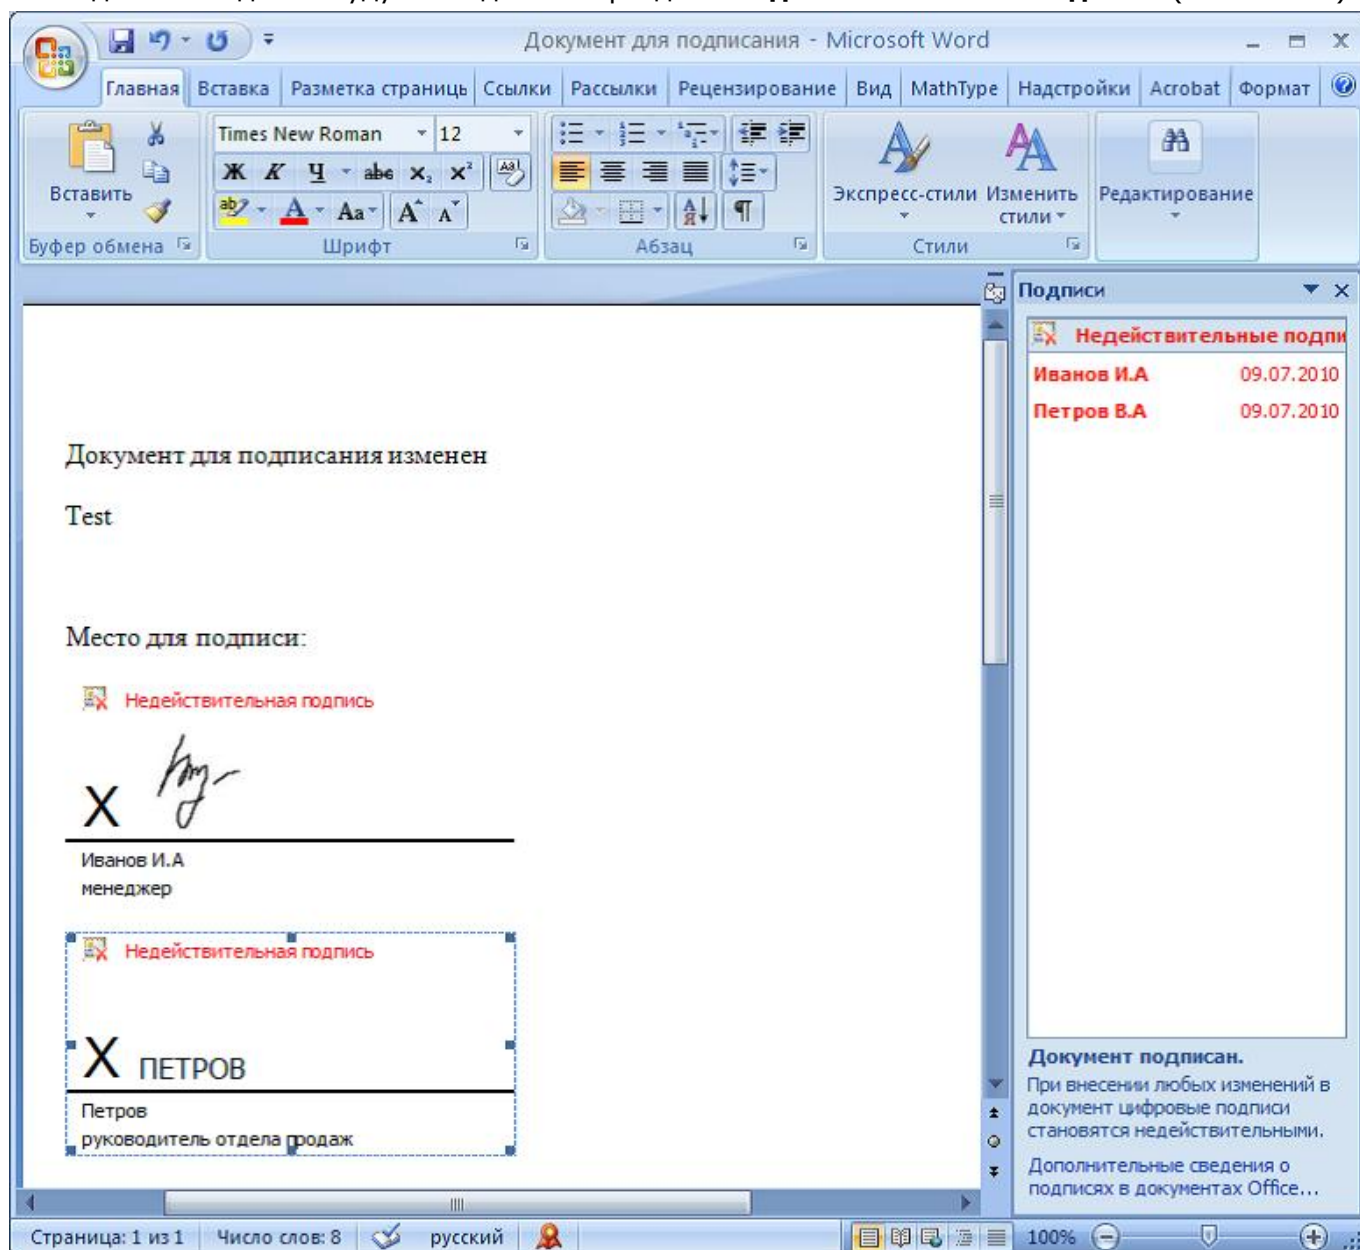 Документ для подписания - Microsoft Word
Главная Вставка Разметка страниць Ссылки Рассылки Рецензирование Вид MathType Надстройки Acrobat Формат
Times New Roman 12
Ж К Ч abe x₂ x²
Вставить
Aa A A
Экспресс-стили
Изменить стили
Редактирование
Буфер обмена Шрифт Абзац Стили
Документ для подписания изменен
Test
Место для подписи:
Недействительная подпись
X
Иванов И.А
менеджер
Недействительная подпись
X ПЕТРОВ
Петров
руководитель отдела продаж
Подписи
Недействительные подпи
Иванов И.А 09.07.2010
Петров В.А 09.07.2010
Документ подписан.
При внесении любых изменений в
документ цифровые подписи
становятся недействительными.
Дополнительные сведения о
подписях в документах Office...
Страница: 1 из 1 Число слов: 8 русский 100%